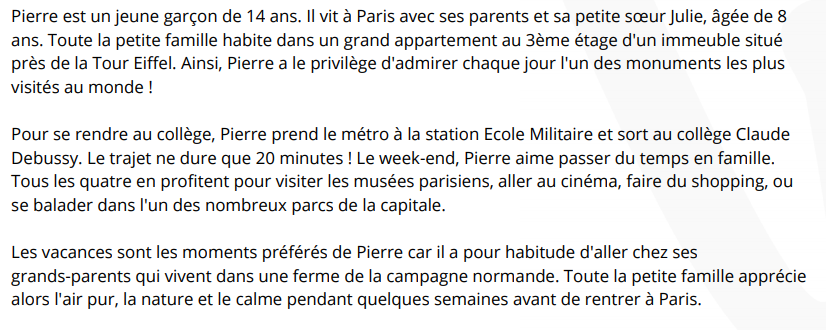 Pierre est un jeune garçon de 14 ans. Il vit à Paris avec ses parents et sa petite sœur Julie, âgée de 8
ans. Toute la petite famille habite dans un grand appartement au 3ème étage d'un immeuble situé
près de la Tour Eiffel. Ainsi, Pierre a le privilège d'admirer chaque jour l'un des monuments les plus
visités au monde !
Pour se rendre au collège, Pierre prend le métro à la station Ecole Militaire et sort au collège Claude
Debussy. Le trajet ne dure que 20 minutes ! Le week-end, Pierre aime passer du temps en famille.
Tous les quatre en profitent pour visiter les musées parisiens, aller au cinéma, faire du shopping, ou
se balader dans l'un des nombreux parcs de la capitale.
Les vacances sont les moments préférés de Pierre car il a pour habitude d'aller chez ses
grands-parents qui vivent dans une ferme de la campagne normande. Toute la petite famille apprécie
alors l'air pur, la nature et le calme pendant quelques semaines avant de rentrer à Paris.